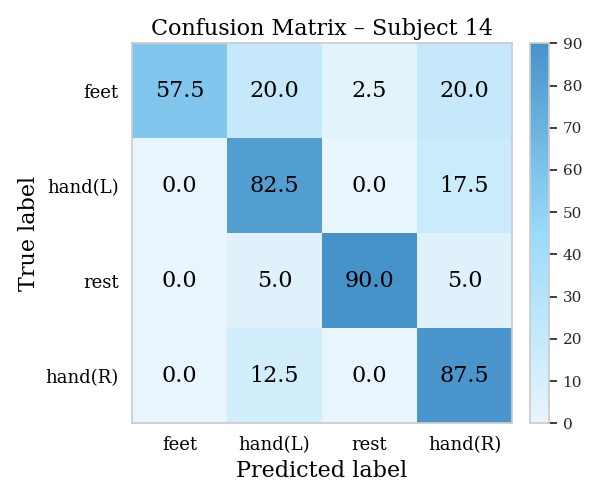 Confusion Matrix – Subject 14
True label
feet 57.5 20.0 2.5 20.0
hand(L) 0.0 82.5 0.0 17.5
rest 0.0 5.0 90.0 5.0
hand(R) 0.0 12.5 0.0 87.5
feet hand(L) rest hand(R)
Predicted label
90
80
70
60
50
40
30
20
10
0